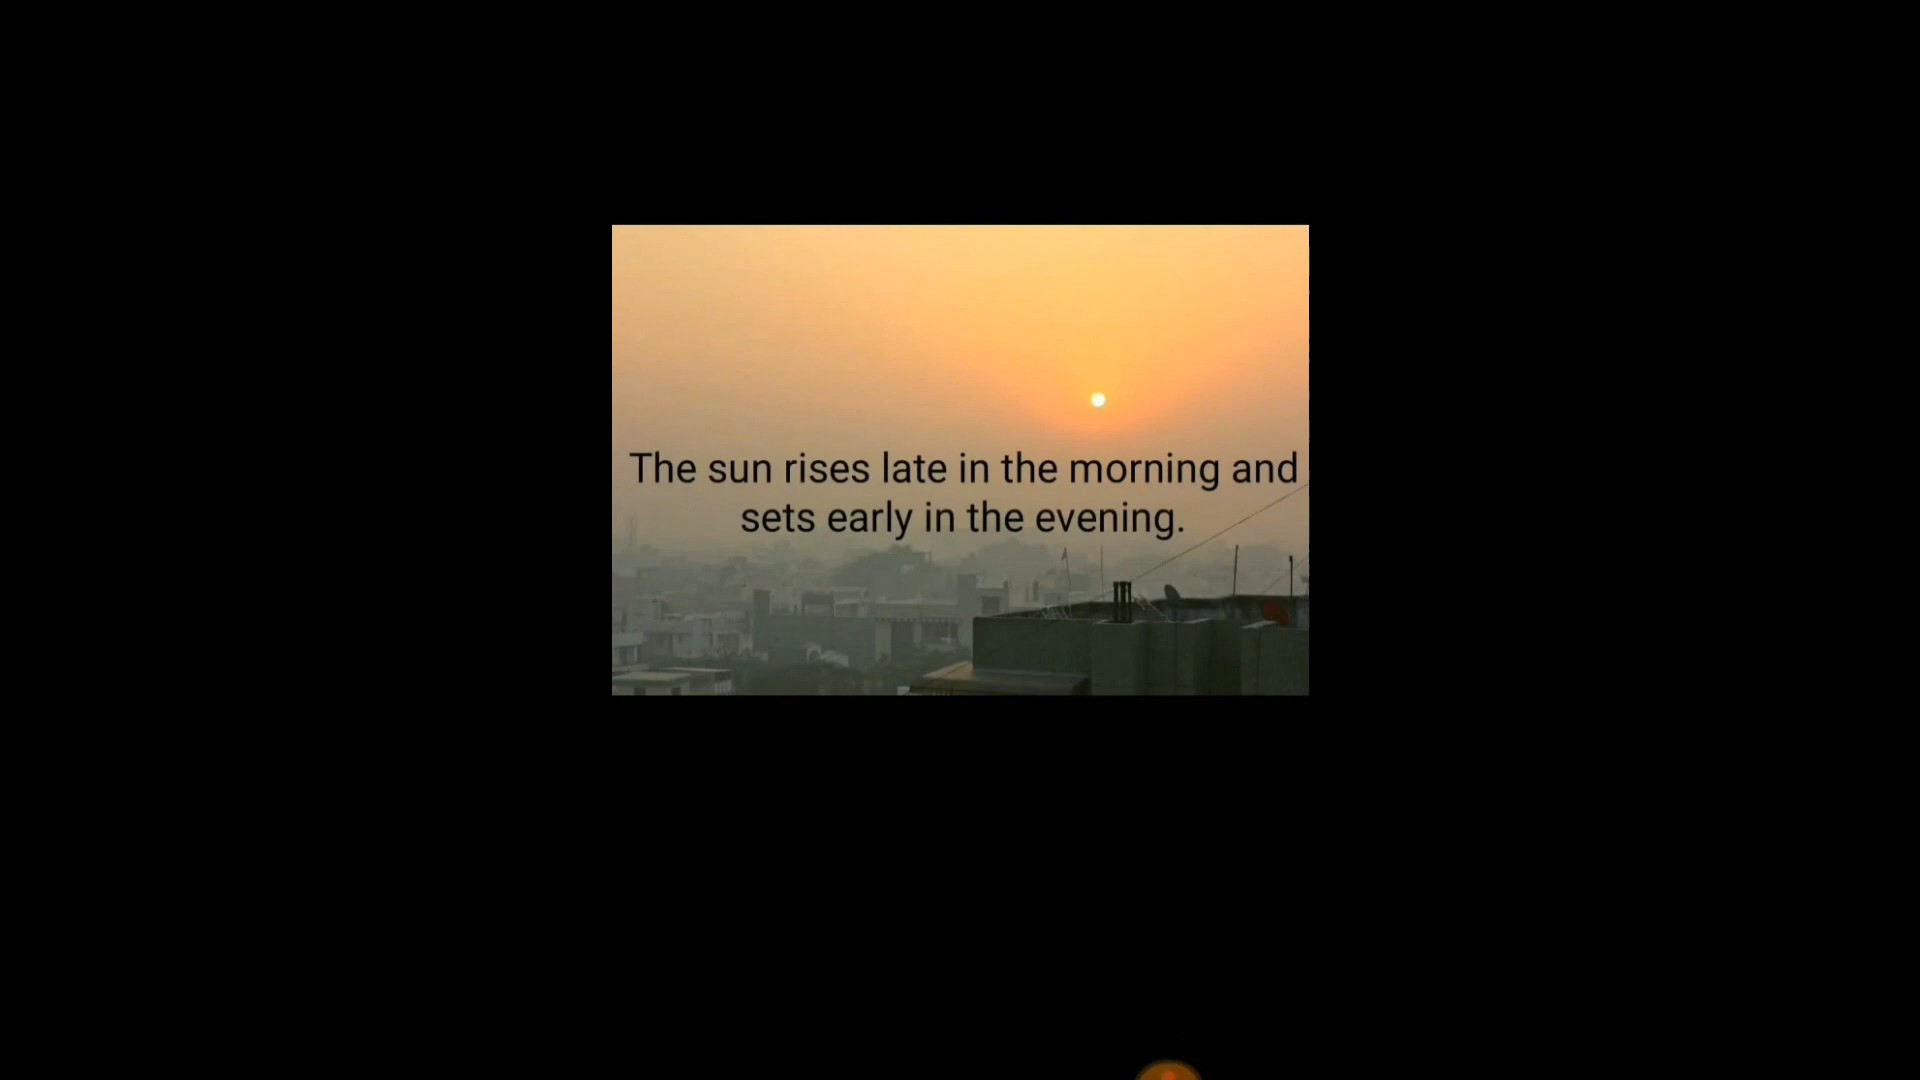 The sun rises late in the morning and
sets early in the evening.